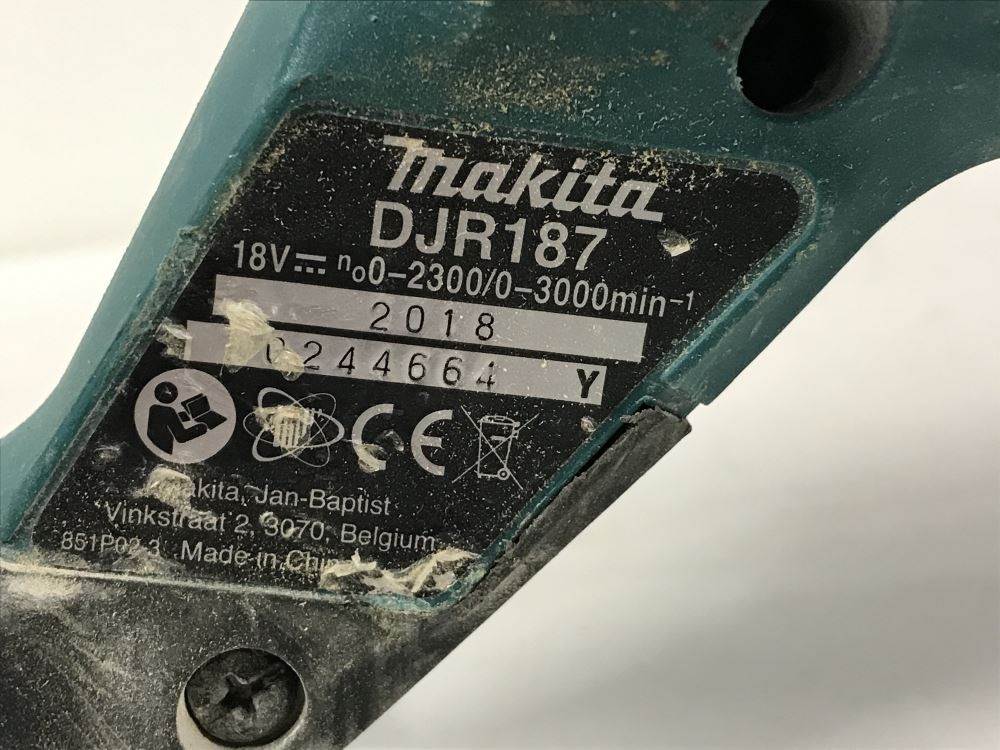 makita
DJR187
18V⎓ n₀0-2300/0-3000min⁻¹
2018
0244664 Y
CE
Makita, Jan-Baptist
Vinkstraat 2, 3070, Belgium
851P02-3 Made in China